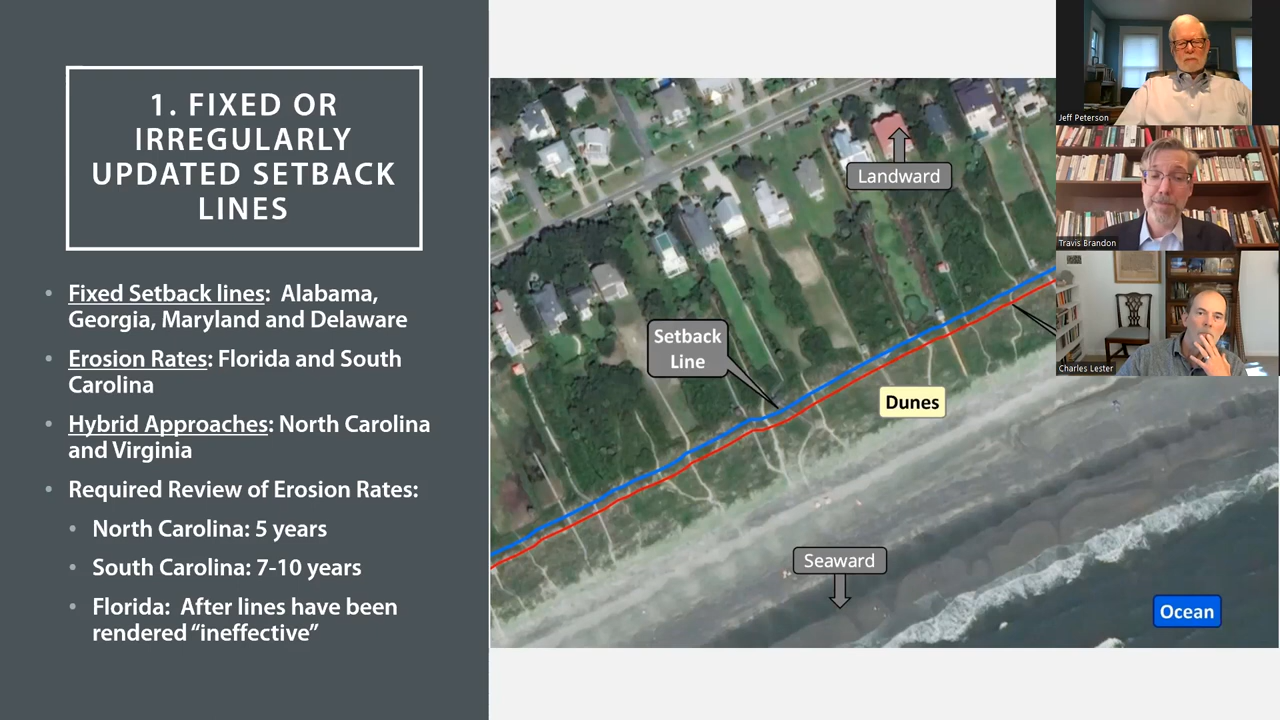 1. FIXED OR
IRREGULARLY
UPDATED SETBACK
LINES
• Fixed Setback lines:  Alabama,
Georgia, Maryland and Delaware
• Erosion Rates: Florida and South
Carolina
• Hybrid Approaches: North Carolina
and Virginia
• Required Review of Erosion Rates:
• North Carolina: 5 years
• South Carolina: 7-10 years
• Florida:  After lines have been
rendered “ineffective”
Landward
Setback
Line
Dunes
Seaward
Ocean
Jeff Peterson
Travis Brandon
Charles Lester